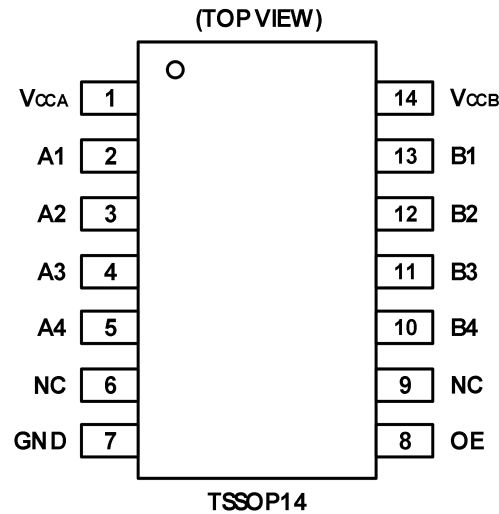 (TOP VIEW)
VCCA 1 14 VCCB
A1 2 13 B1
A2 3 12 B2
A3 4 11 B3
A4 5 10 B4
NC 6 9 NC
GND 7 8 OE
TSSOP14